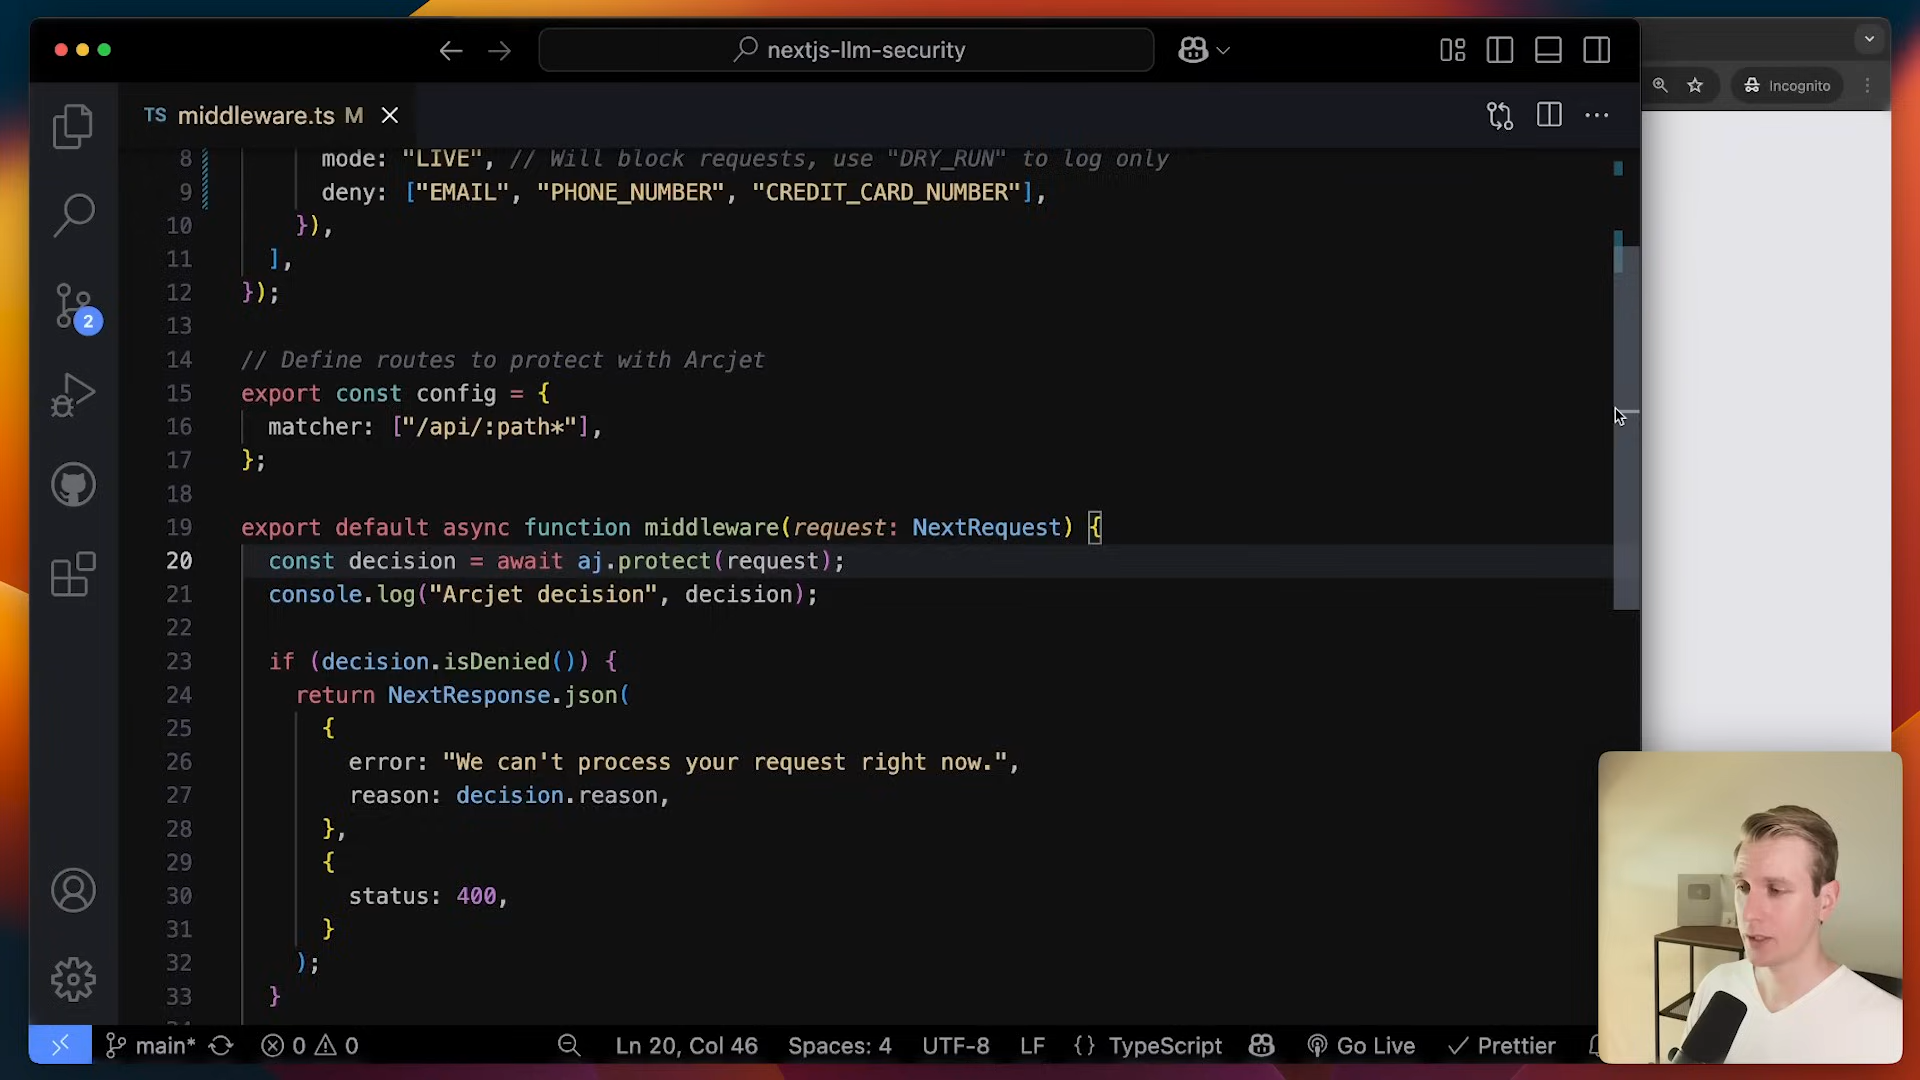 nextjs-llm-security
Incognito
TS middleware.ts M
8 mode: "LIVE", // Will block requests, use "DRY_RUN" to log only
9 deny: ["EMAIL", "PHONE_NUMBER", "CREDIT_CARD_NUMBER"],
10 }),
11 ],
12 });
13
14 // Define routes to protect with Arcjet
15 export const config = {
16 matcher: ["/api/:path*"],
17 };
18
19 export default async function middleware(request: NextRequest) {
20 const decision = await aj.protect(request);
21 console.log("Arcjet decision", decision);
22
23 if (decision.isDenied()) {
24 return NextResponse.json(
25 {
26 error: "We can't process your request right now.",
27 reason: decision.reason,
28 },
29 {
30 status: 400,
31 }
32 );
33 }
2
main* 0 0 Ln 20, Col 46 Spaces: 4 UTF-8 LF {} TypeScript Go Live Prettier